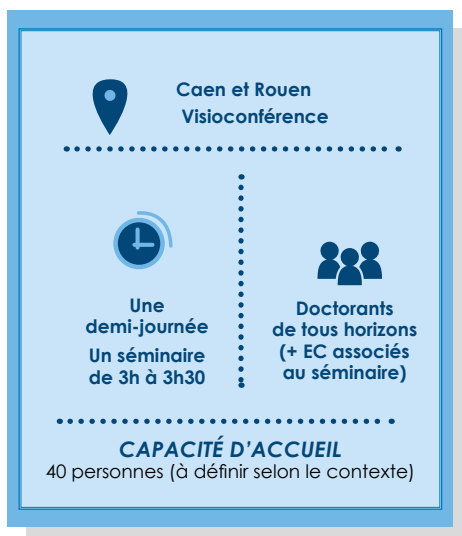 Caen et Rouen
Visioconférence
Une
demi-journée
Un séminaire
de 3h à 3h30
Doctorants
de tous horizons
(+ EC associés
au séminaire)
CAPACITÉ D’ACCUEIL
40 personnes (à définir selon le contexte)